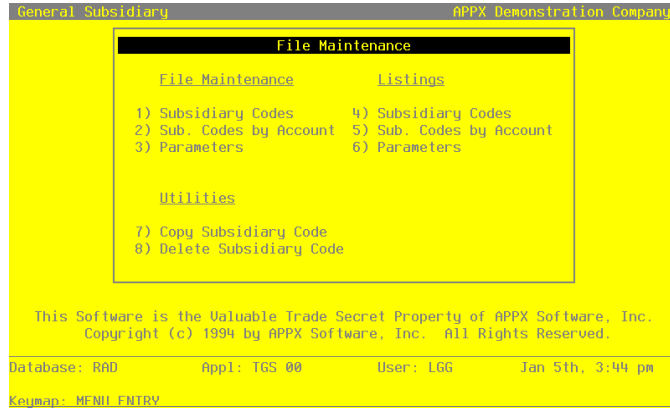 General Subsidiary APPX Demonstration Company
File Maintenance
File Maintenance Listings
1) Subsidiary Codes 4) Subsidiary Codes
2) Sub. Codes by Account 5) Sub. Codes by Account
3) Parameters 6) Parameters
Utilities
7) Copy Subsidiary Code
8) Delete Subsidiary Code
This Software is the Valuable Trade Secret Property of APPX Software, Inc.
Copyright (c) 1994 by APPX Software, Inc. All Rights Reserved.
Database: RAD Appl: TGS 00 User: LGG Jan 5th, 3:44 pm
Keymap: MENU ENTRY